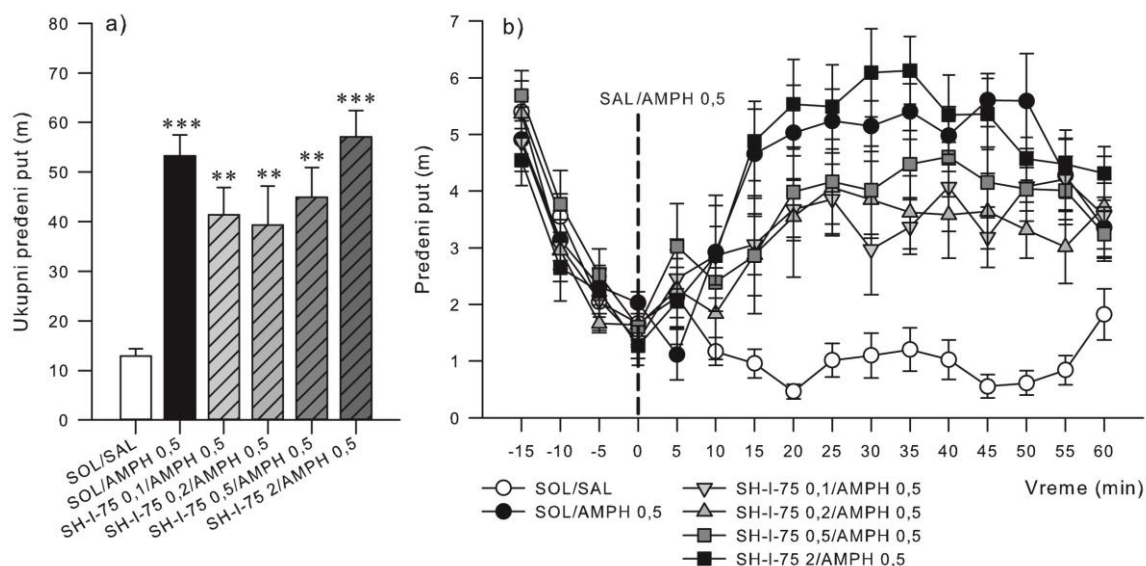 a)
Ukupni pređeni put (m)
80
70
60
50
40
30
20
10
0
***
**
**
**
***
SOL/SAL
SOL/AMPH 0,5
SH-I-75 0,1/AMPH 0,5
SH-I-75 0,2/AMPH 0,5
SH-I-75 0,5/AMPH 0,5
SH-I-75 2/AMPH 0,5
b)
Pređeni put (m)
7
6
5
4
3
2
1
0
SAL/AMPH 0,5
-15 -10 -5 0 5 10 15 20 25 30 35 40 45 50 55 60
Vreme (min)
SOL/SAL
SOL/AMPH 0,5
SH-I-75 0,1/AMPH 0,5
SH-I-75 0,2/AMPH 0,5
SH-I-75 0,5/AMPH 0,5
SH-I-75 2/AMPH 0,5